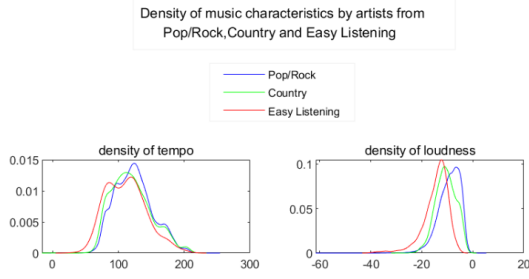 Density of music characteristics by artists from
Pop/Rock,Country and Easy Listening
Pop/Rock
Country
Easy Listening
density of tempo
0.015
0.01
0.005
0
0
100
200
300
density of loudness
0.1
0.05
0
-60
-40
-20
0
20